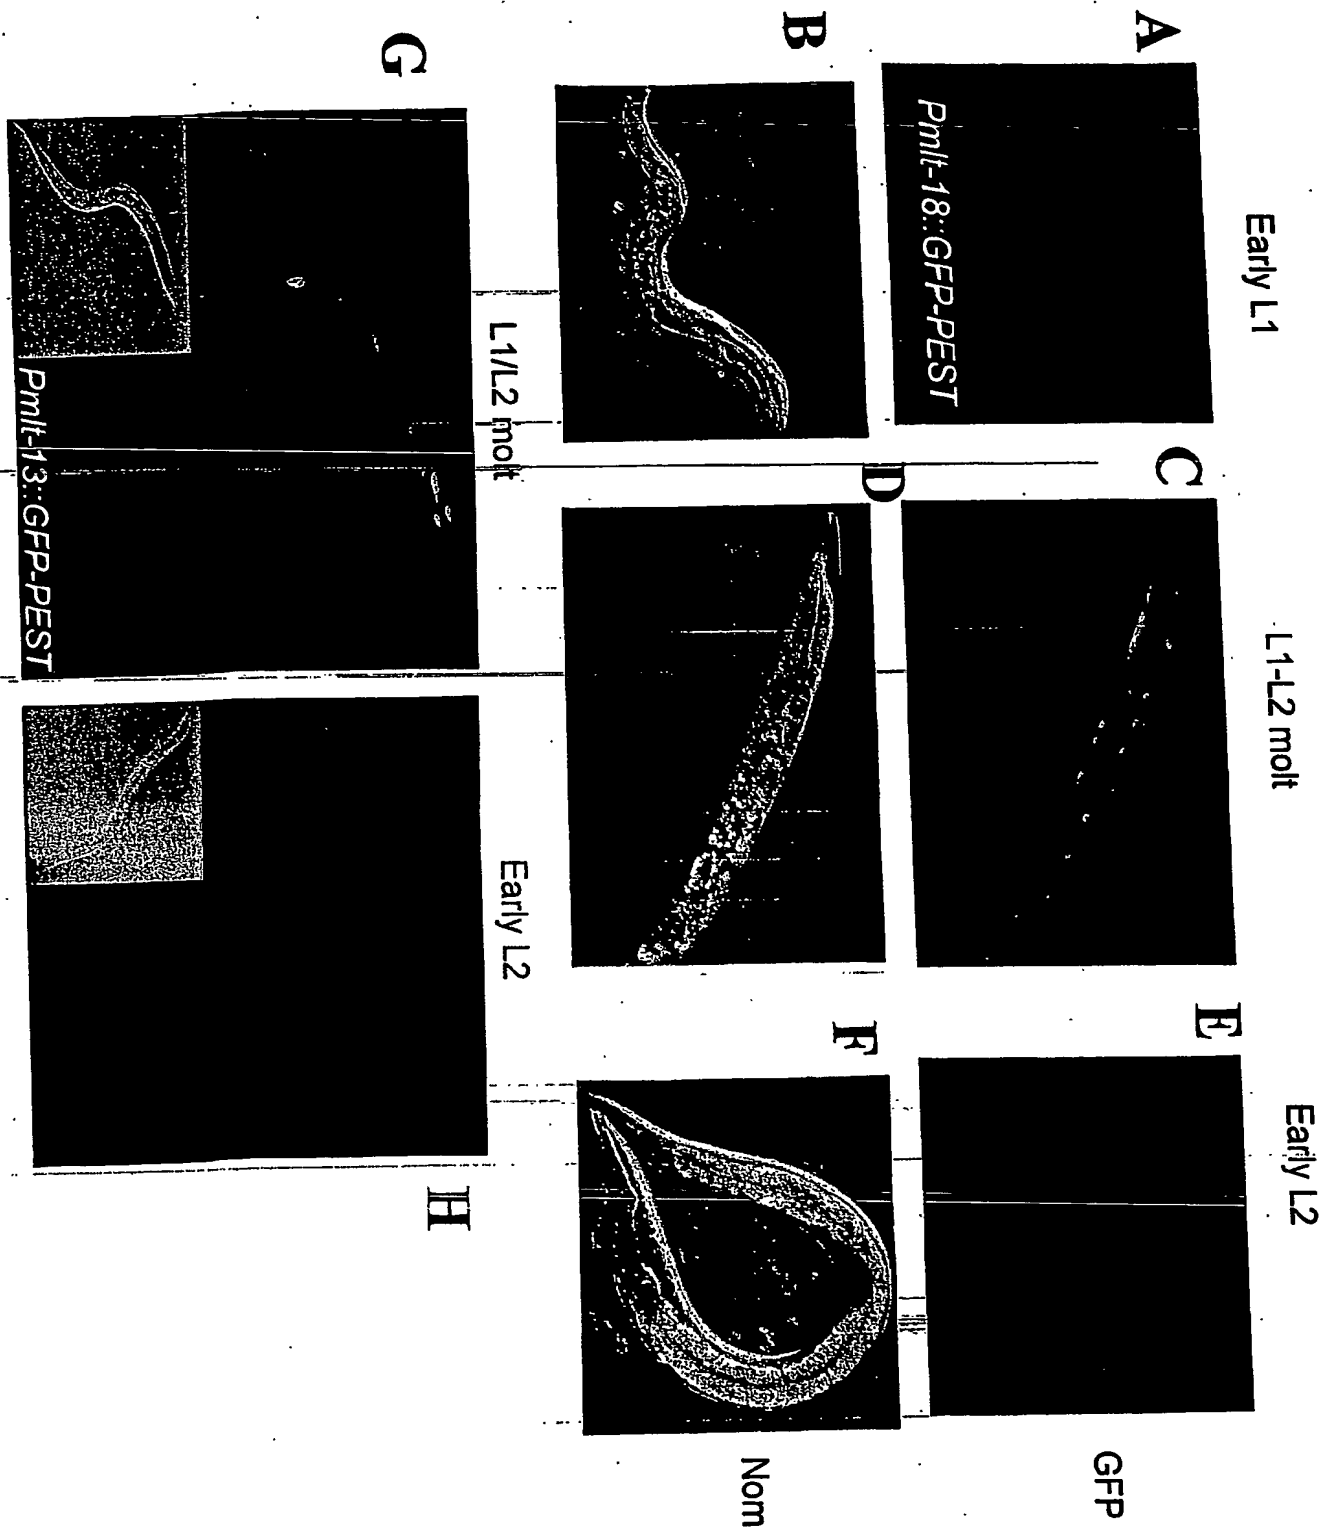 Early L1
L1-L2 molt
Early L2
A
C
E
GFP
Pmlt-18::GFP-PEST
B
D
F
Nom
L1/L2 molt
Early L2
G
H
Pmlt-13::GFP-PEST